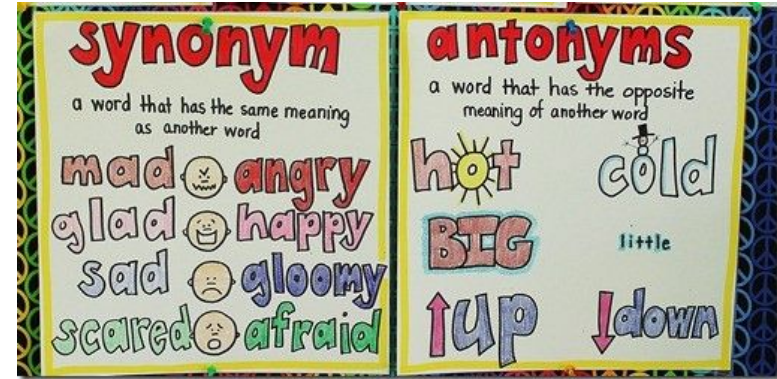 synonym
a word that has the same meaning
as another word
mad angry
glad happy
sad gloomy
scared afraid
antonyms
a word that has the opposite
meaning of another word
hot cold
BIG little
up down